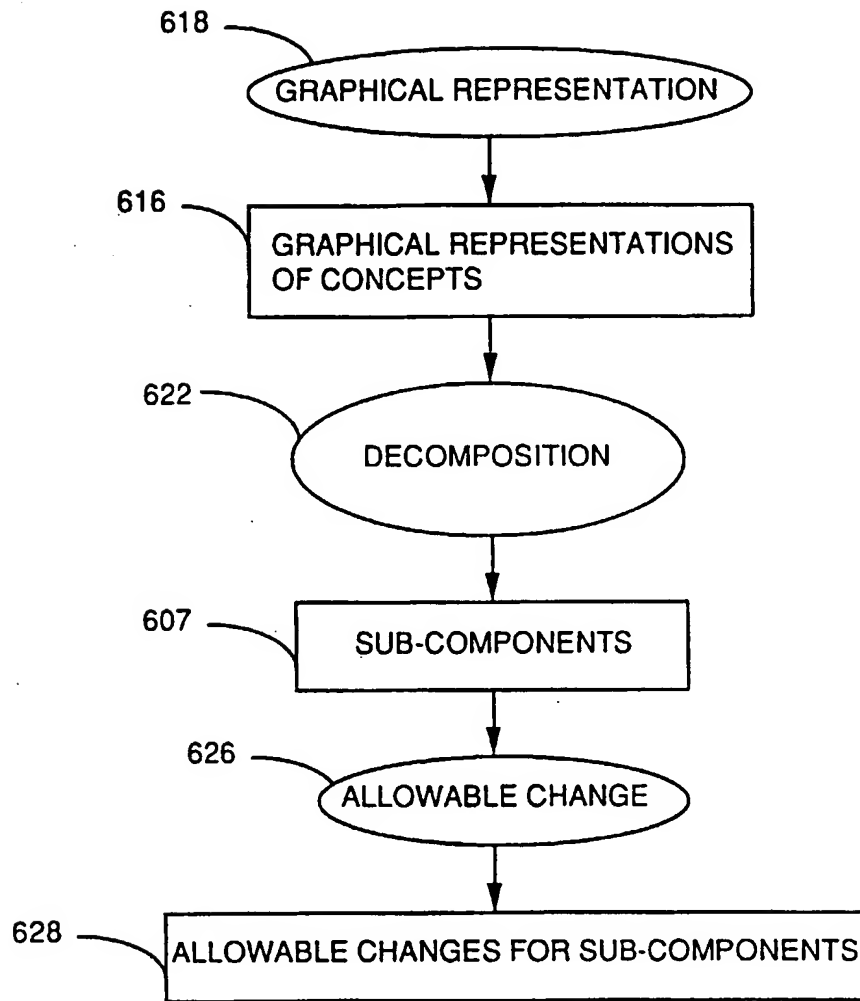 618
GRAPHICAL REPRESENTATION
616
GRAPHICAL REPRESENTATIONS
OF CONCEPTS
622
DECOMPOSITION
607
SUB-COMPONENTS
626
ALLOWABLE CHANGE
628
ALLOWABLE CHANGES FOR SUB-COMPONENTS